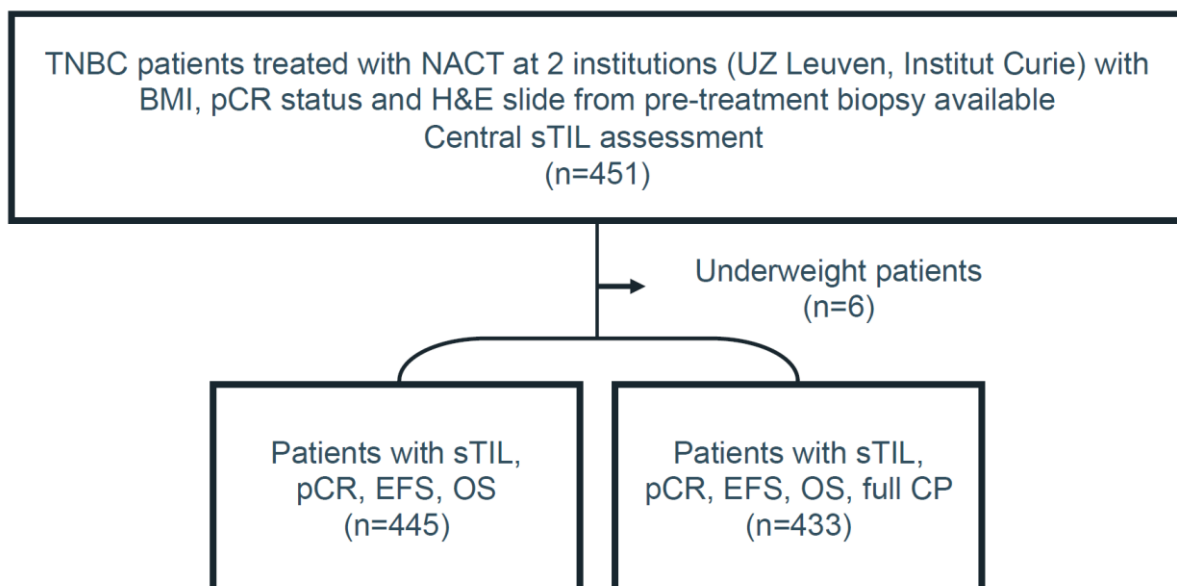 TNBC patients treated with NACT at 2 institutions (UZ Leuven, Institut Curie) with
BMI, pCR status and H&E slide from pre-treatment biopsy available
Central sTIL assessment
(n=451)
Underweight patients
(n=6)
Patients with sTIL,
pCR, EFS, OS
(n=445)
Patients with sTIL,
pCR, EFS, OS, full CP
(n=433)